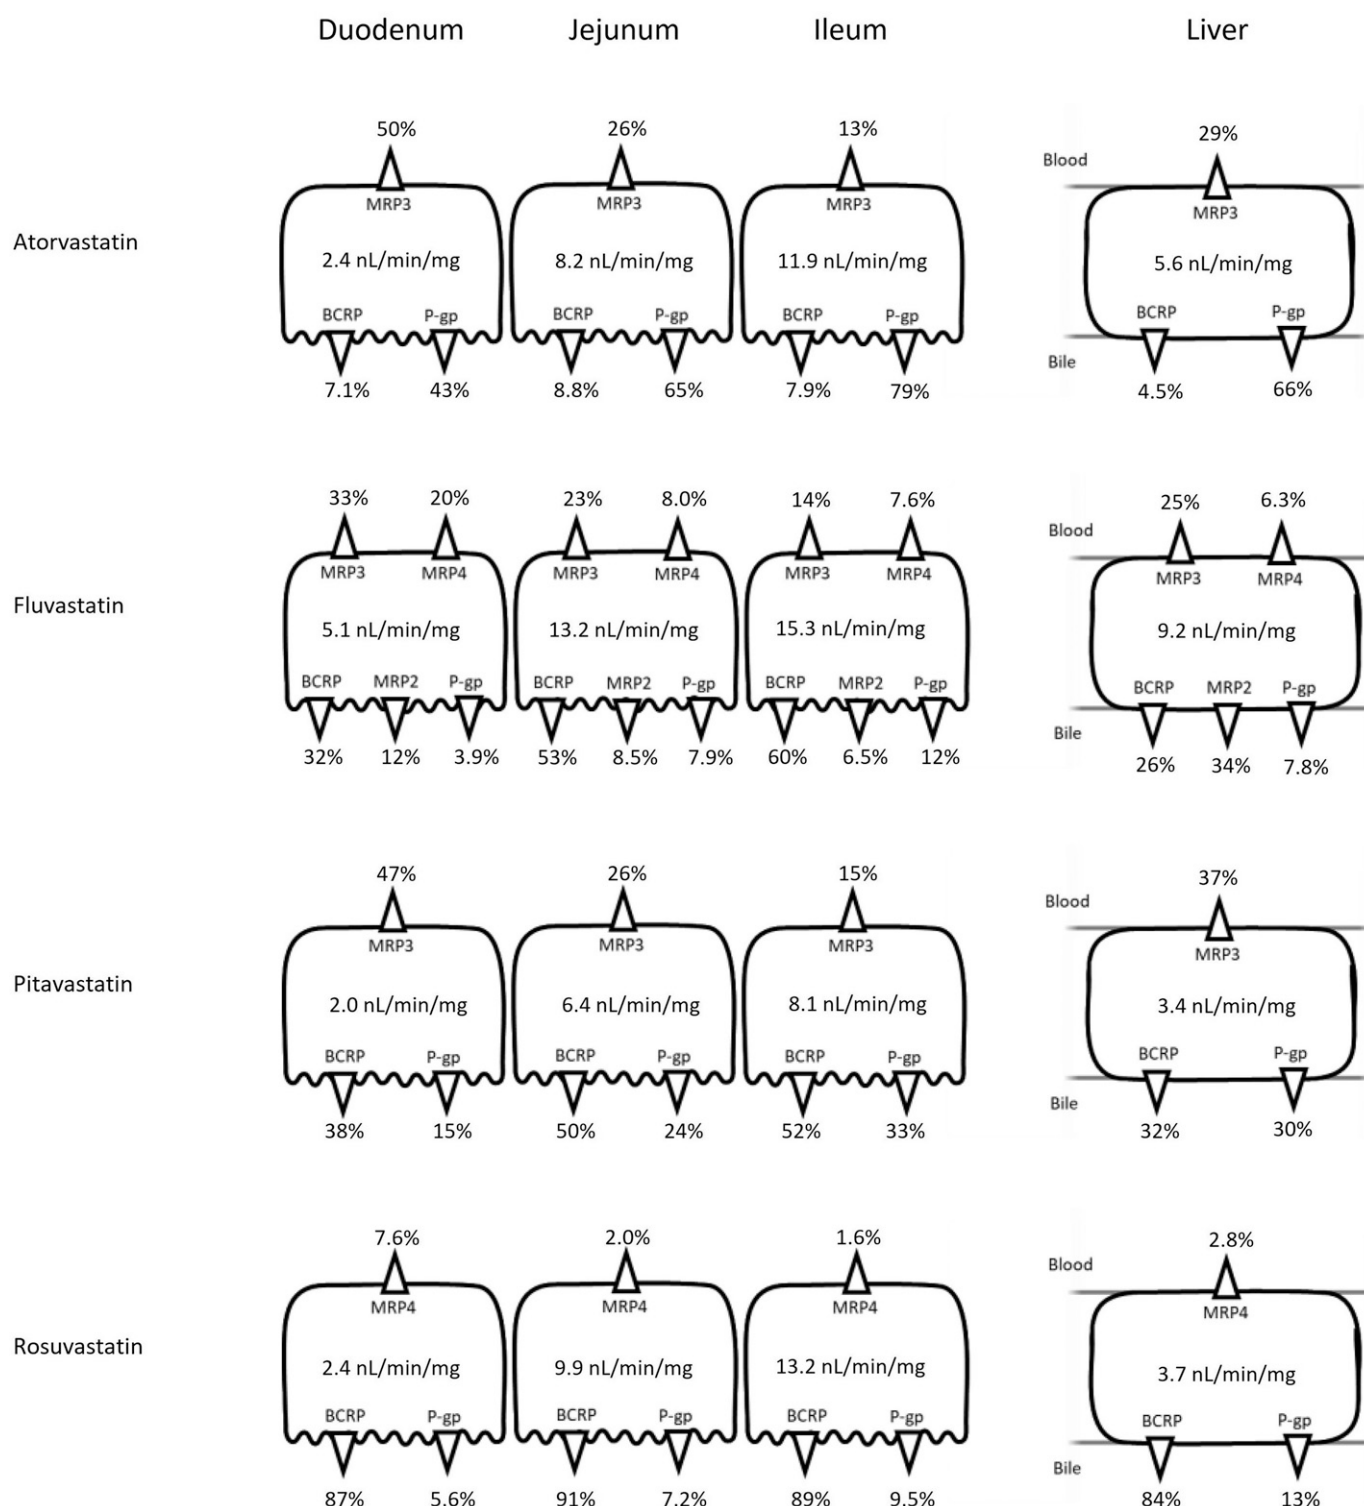 Duodenum Jejunum Ileum Liver
50% 26% 13% 29%
Blood
MRP3 MRP3 MRP3 MRP3
Atorvastatin
2.4 nL/min/mg 8.2 nL/min/mg 11.9 nL/min/mg 5.6 nL/min/mg
BCRP P-gp BCRP P-gp BCRP P-gp BCRP P-gp
Bile
7.1% 43% 8.8% 65% 7.9% 79% 4.5% 66%
33% 20% 23% 8.0% 14% 7.6% 25% 6.3%
Blood
MRP3 MRP4 MRP3 MRP4 MRP3 MRP4 MRP3 MRP4
Fluvastatin
5.1 nL/min/mg 13.2 nL/min/mg 15.3 nL/min/mg 9.2 nL/min/mg
BCRP MRP2 P-gp BCRP MRP2 P-gp BCRP MRP2 P-gp BCRP MRP2 P-gp
Bile
32% 12% 3.9% 53% 8.5% 7.9% 60% 6.5% 12% 26% 34% 7.8%
47% 26% 15% 37%
Blood
MRP3 MRP3 MRP3 MRP3
Pitavastatin
2.0 nL/min/mg 6.4 nL/min/mg 8.1 nL/min/mg 3.4 nL/min/mg
BCRP P-gp BCRP P-gp BCRP P-gp BCRP P-gp
Bile
38% 15% 50% 24% 52% 33% 32% 30%
7.6% 2.0% 1.6% 2.8%
Blood
MRP4 MRP4 MRP4 MRP4
Rosuvastatin
2.4 nL/min/mg 9.9 nL/min/mg 13.2 nL/min/mg 3.7 nL/min/mg
BCRP P-gp BCRP P-gp BCRP P-gp BCRP P-gp
Bile
87% 5.6% 91% 7.2% 89% 9.5% 84% 13%